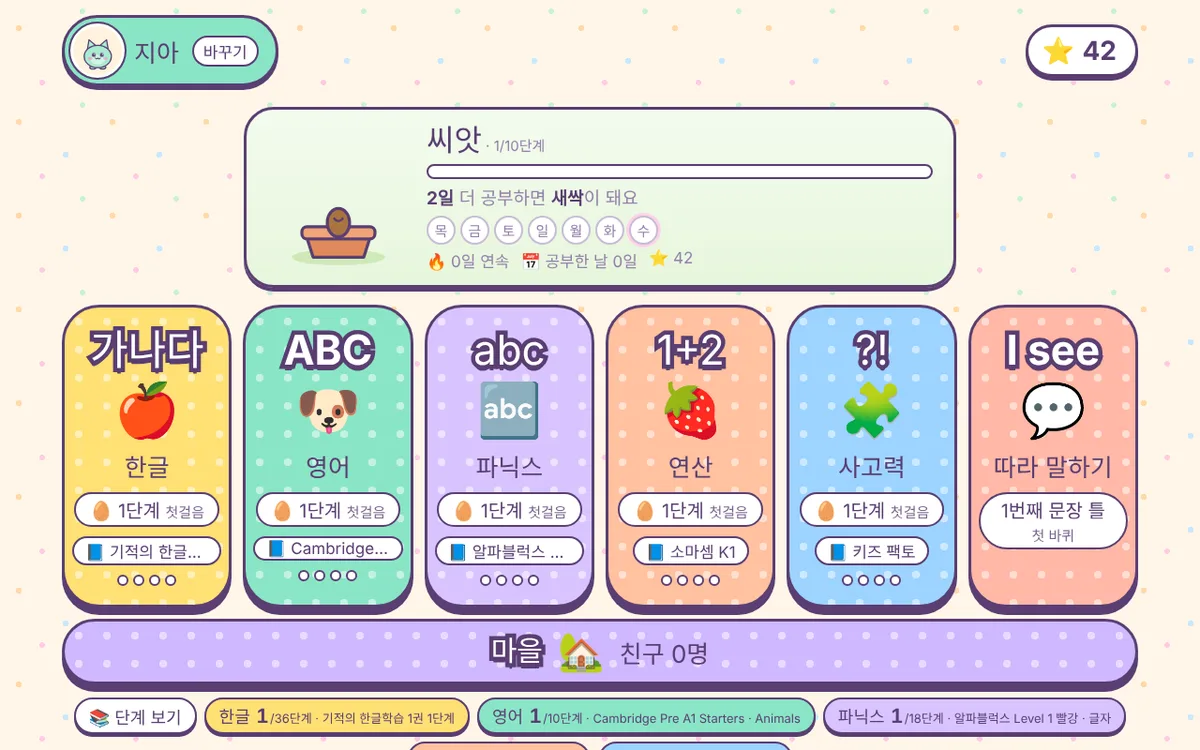 지아 바꾸기
42
씨앗 · 1/10단계
2일 더 공부하면 새싹이 돼요
목 금 토 일 월 화 수
0일 연속 공부한 날 0일 42
가나다
한글
1단계 첫걸음
기적의 한글...
ABC
영어
1단계 첫걸음
Cambridge...
abc
abc
파닉스
1단계 첫걸음
알파블럭스 ...
1+2
연산
1단계 첫걸음
소마셈 K1
?!
사고력
1단계 첫걸음
키즈 팩토
I see
따라 말하기
1번째 문장 틀
첫 바퀴
마을 친구 0명
단계 보기
한글 1/36단계 · 기적의 한글학습 1권 1단계
영어 1/10단계 · Cambridge Pre A1 Starters · Animals
파닉스 1/18단계 · 알파블럭스 Level 1 빨강 · 글자